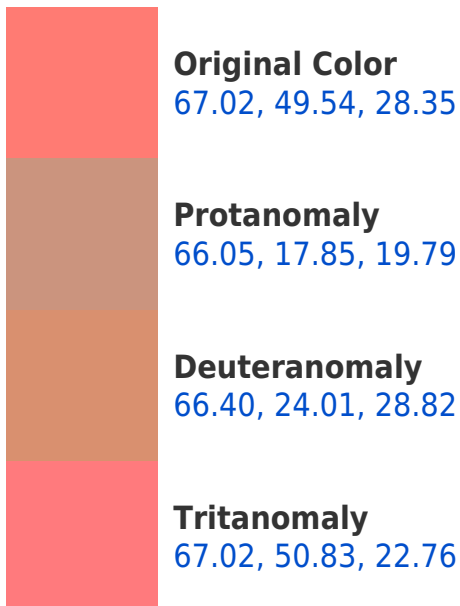 Original Color
67.02, 49.54, 28.35
Protanomaly
66.05, 17.85, 19.79
Deuteranomaly
66.40, 24.01, 28.82
Tritanomaly
67.02, 50.83, 22.76